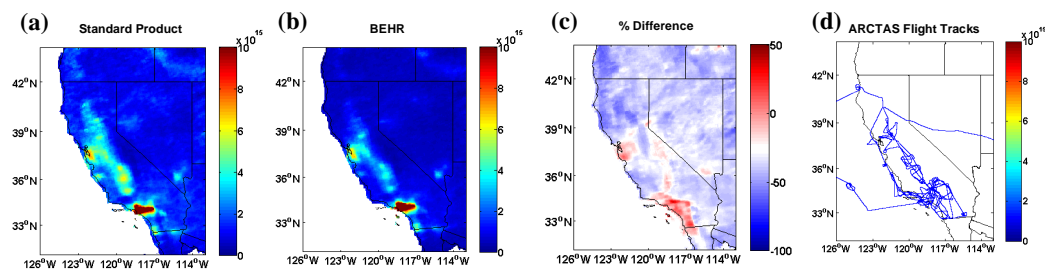 (a) Standard Product
x 10^15
42°N
39°N
36°N
33°N
126°W 123°W 120°W 117°W 114°W
10
8
6
4
2
0
(b) BEHR
x 10^15
42°N
39°N
36°N
33°N
126°W 123°W 120°W 117°W 114°W
10
8
6
4
2
0
(c) % Difference
42°N
39°N
36°N
33°N
126°W 123°W 120°W 117°W 114°W
50
0
-50
-100
(d) ARCTAS Flight Tracks
x 10^15
42°N
39°N
36°N
33°N
126°W 123°W 120°W 117°W 114°W
10
8
6
4
2
0